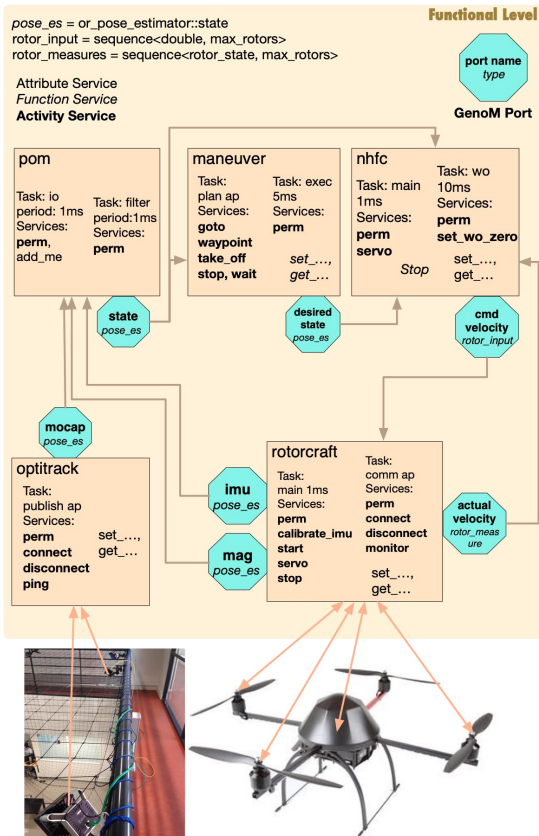 Functional Level
pose_es = or_pose_estimator::state
rotor_input = sequence<double, max_rotors>
rotor_measures = sequence<rotor_state, max_rotors>
port name
type
GenoM Port
Attribute Service
Function Service
Activity Service
pom
Task: io
period: 1ms
Services:
perm,
add_me
Task: filter
period:1ms
Services:
perm
maneuver
Task:
plan ap
Services:
goto
waypoint
take_off
stop, wait
Task: exec
5ms
Services:
perm
set_...,
get_...
nhfc
Task: main
1ms
Services:
perm
servo
Stop
Task: wo
10ms
Services:
perm
set_wo_zero
set_...,
get_...
state
pose_es
desired
state
pose_es
cmd
velocity
rotor_input
mocap
pose_es
optitrack
Task:
publish ap
Services:
perm
connect
disconnect
ping
set_...,
get_...
imu
pose_es
mag
pose_es
rotorcraft
Task:
main 1ms
Services:
perm
calibrate_imu
start
servo
stop
Task:
comm ap
Services:
perm
connect
disconnect
monitor
set_...,
get_...
actual
velocity
rotor_meas
ure